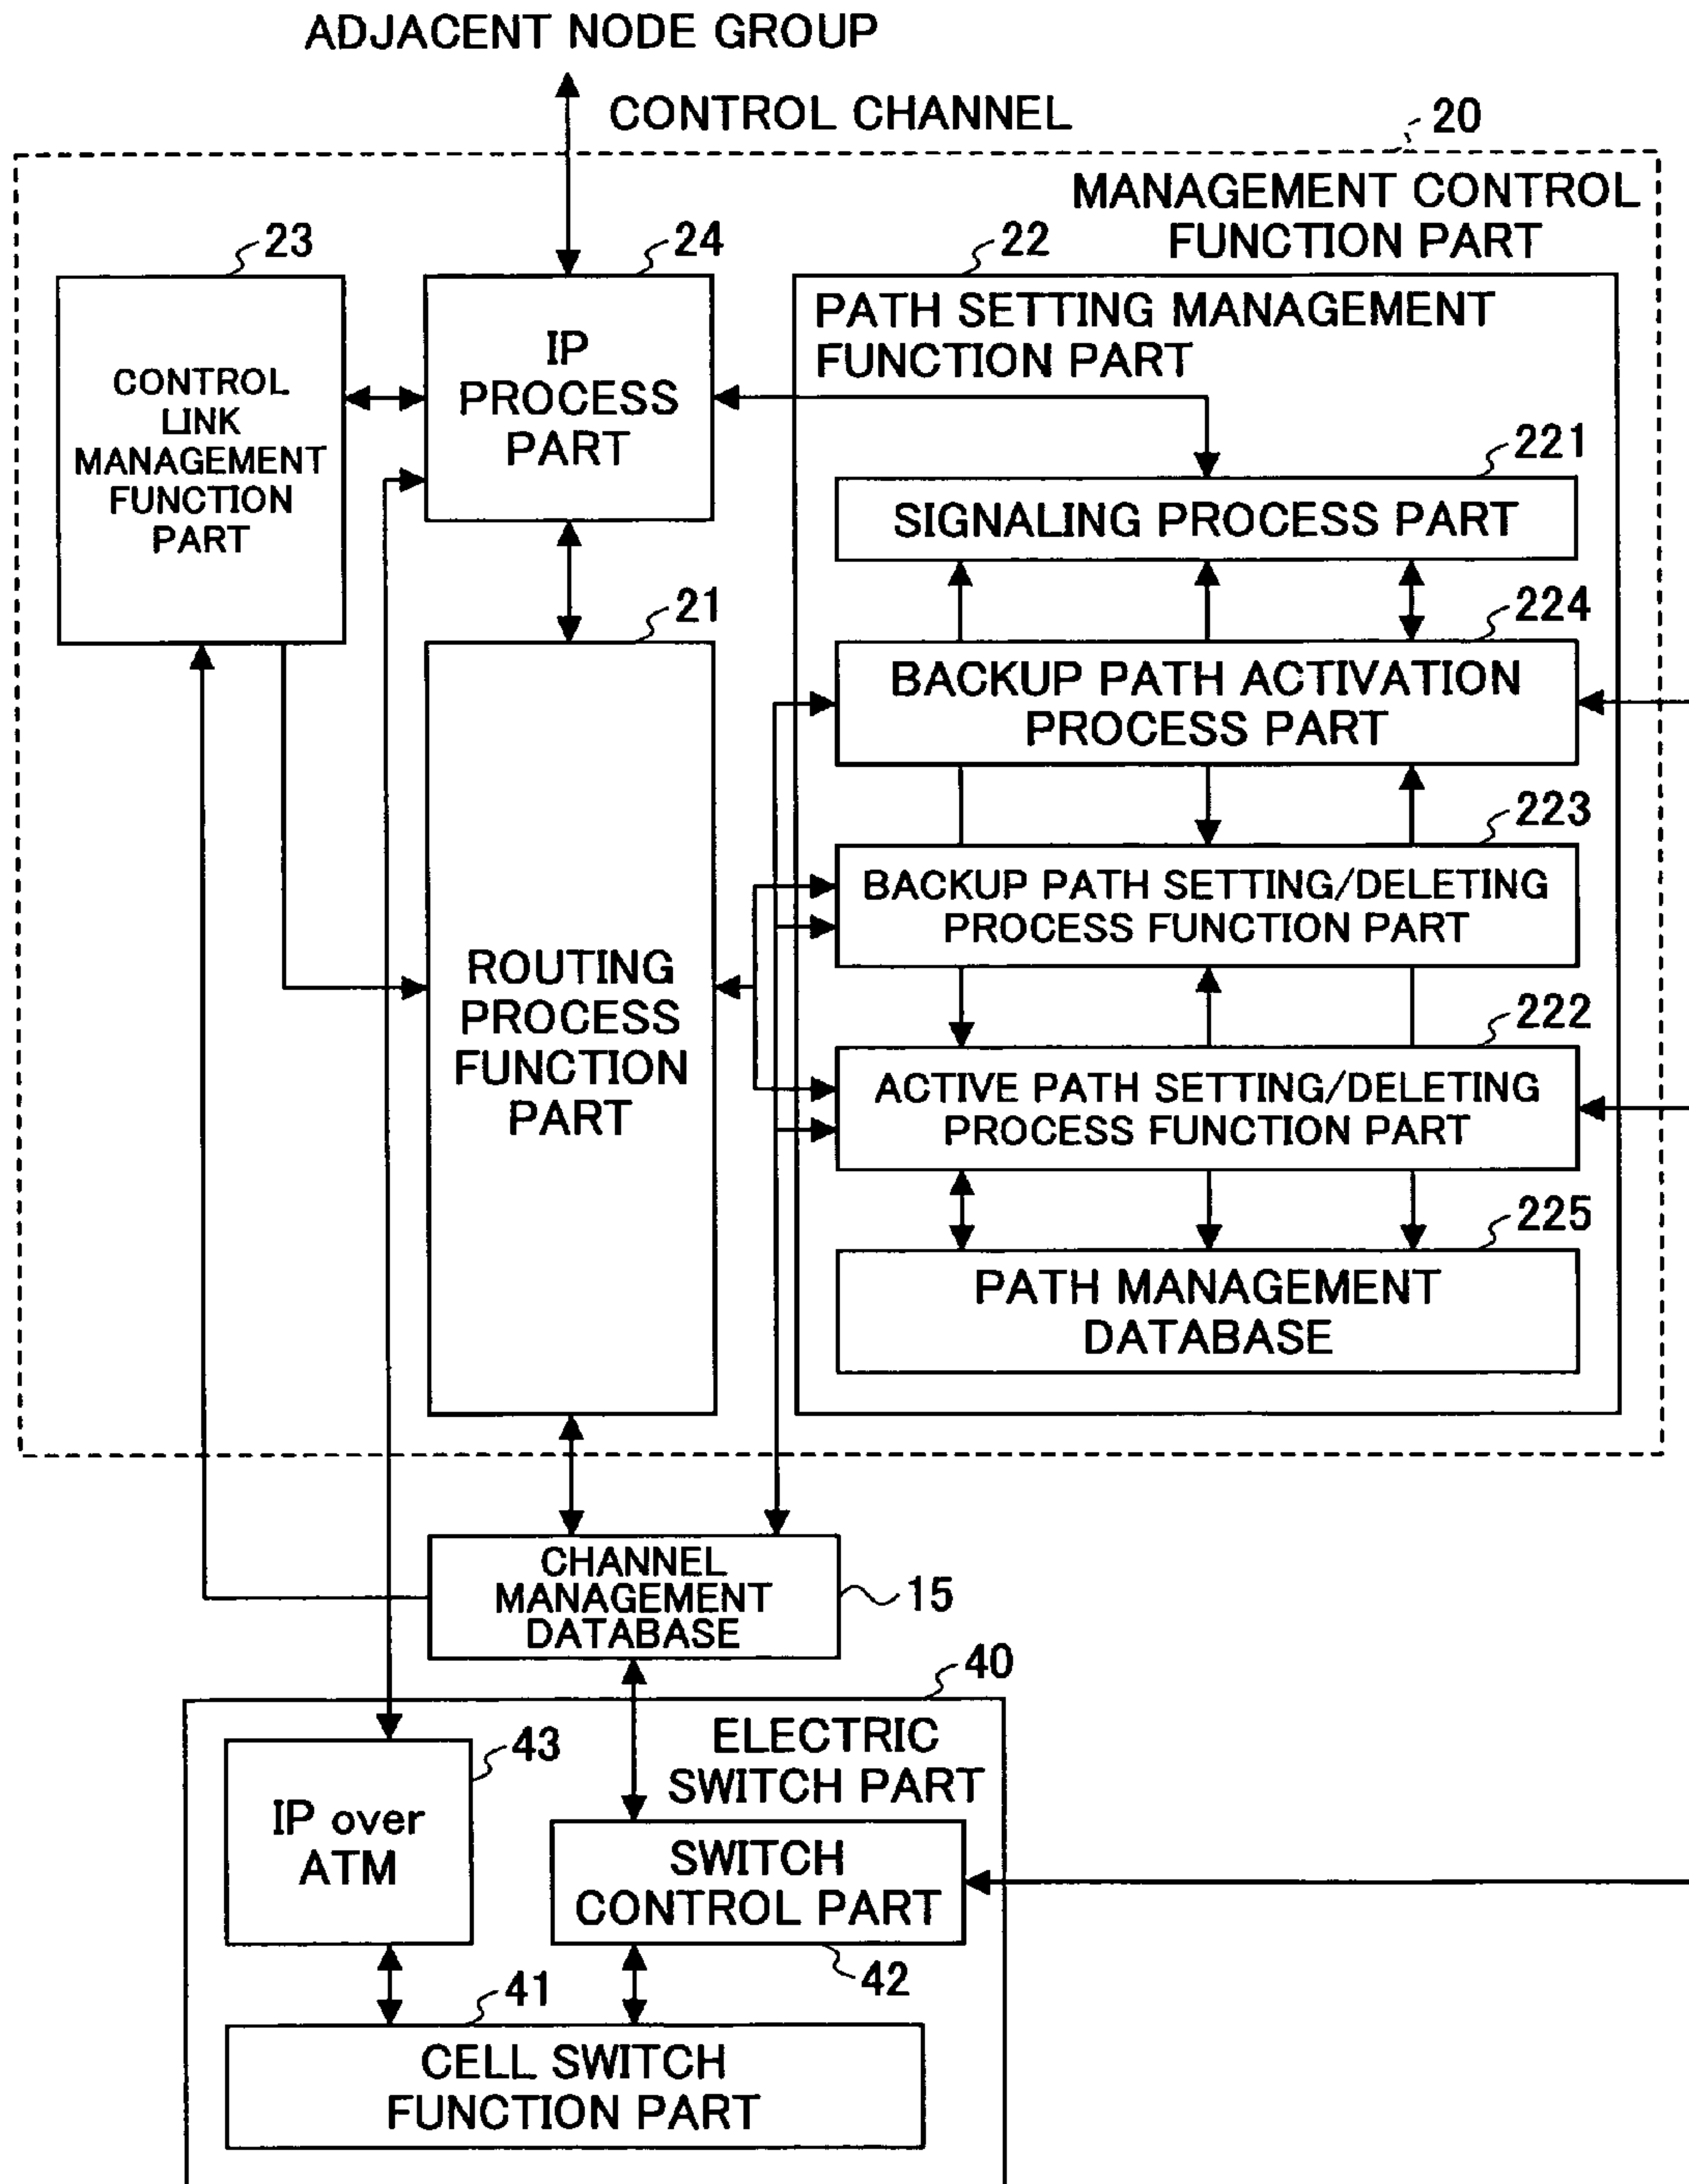 ADJACENT NODE GROUP
CONTROL CHANNEL
20
MANAGEMENT CONTROL
FUNCTION PART
23
24
22
CONTROL
LINK
MANAGEMENT
FUNCTION
PART
IP
PROCESS
PART
PATH SETTING MANAGEMENT
FUNCTION PART
221
SIGNALING PROCESS PART
21
224
BACKUP PATH ACTIVATION
PROCESS PART
223
BACKUP PATH SETTING/DELETING
PROCESS FUNCTION PART
ROUTING
PROCESS
FUNCTION
PART
222
ACTIVE PATH SETTING/DELETING
PROCESS FUNCTION PART
225
PATH MANAGEMENT
DATABASE
CHANNEL
MANAGEMENT
DATABASE
15
40
ELECTRIC
SWITCH PART
43
IP over
ATM
SWITCH
CONTROL PART
42
41
CELL SWITCH
FUNCTION PART